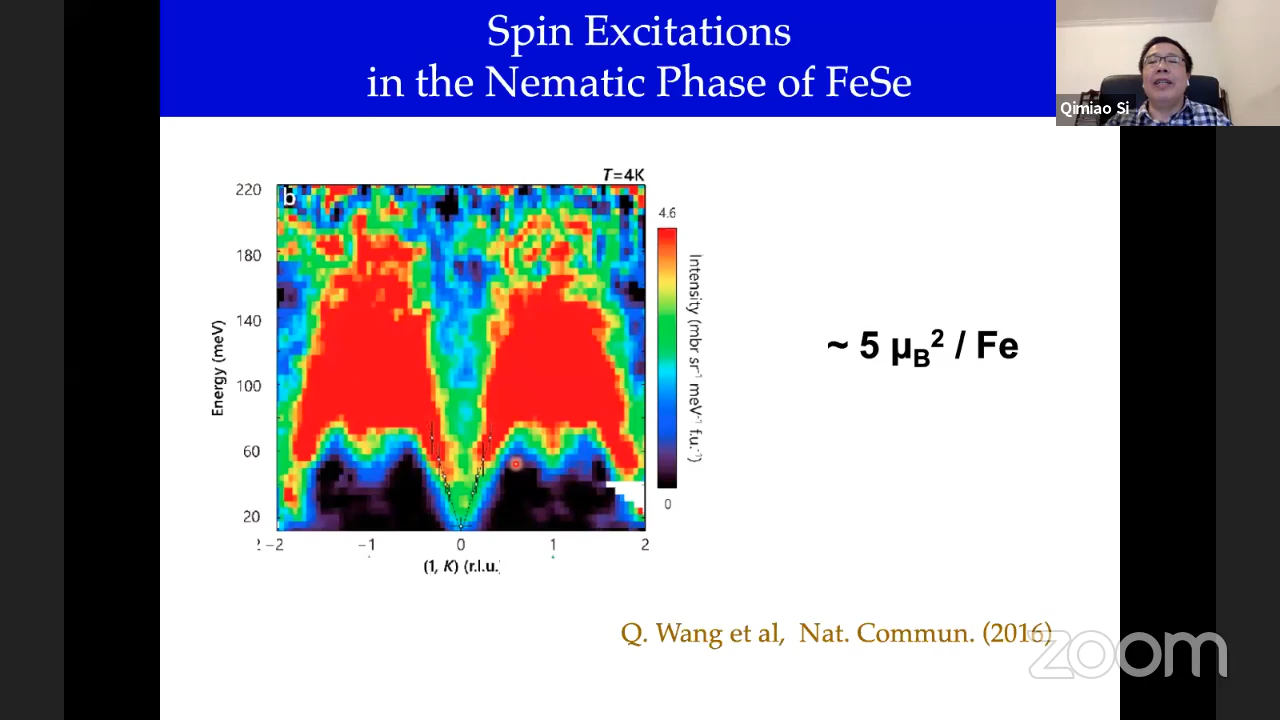 Spin Excitations
in the Nematic Phase of FeSe
Qimiao Si
T=4K
b
220
180
140
100
60
20
Energy (meV)
-2
−1
0
1
2
(1, K) (r.l.u.
4.6
0
Intensity (mbr sr⁻¹ meV⁻¹ f.u.⁻¹)
~ 5 μB² / Fe
Q. Wang et al, Nat. Commun. (2016)
zoom